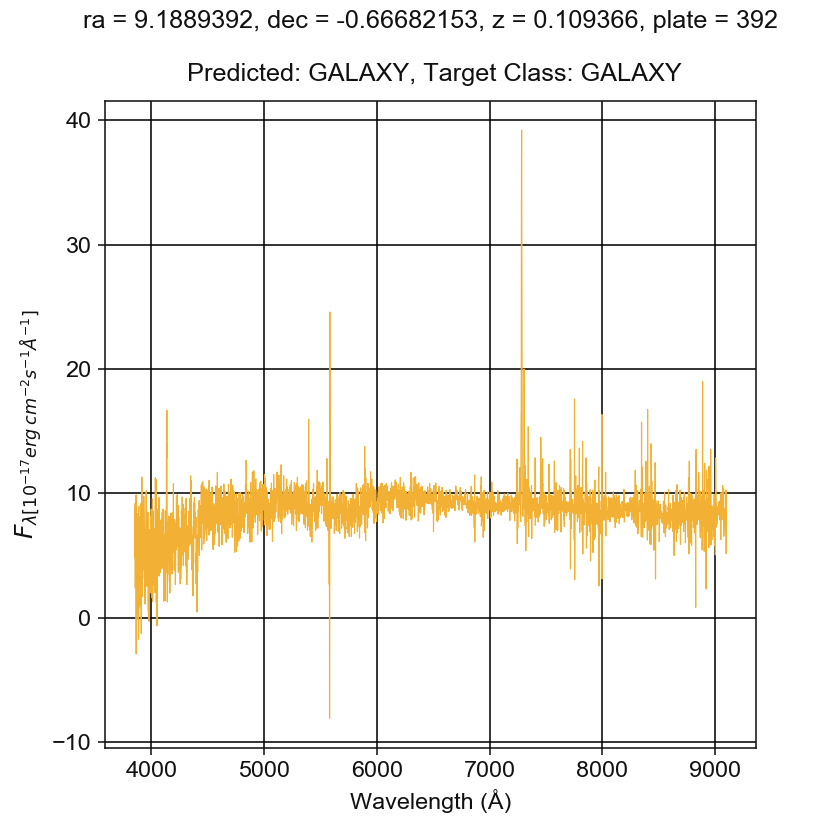 ra = 9.1889392, dec = -0.66682153, z = 0.109366, plate = 392
Predicted: GALAXY, Target Class: GALAXY
40
30
20
10
0
−10
F_{λ[10^{−17}erg cm^{−2}s^{−1}Å^{−1}]}
4000 5000 6000 7000 8000 9000
Wavelength (Å)